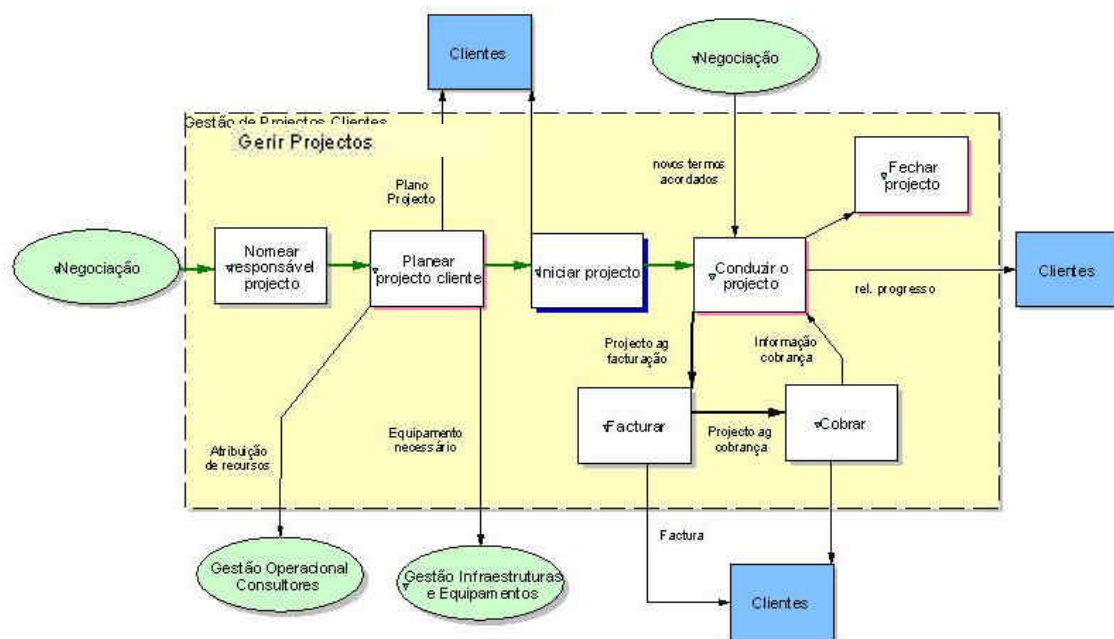 Clientes
Negociação
Gestão de Projectos Clientes
Gerir Projectos
novos termos
acordados
Fechar
projecto
Plano
Projecto
Negociação
Nomear
responsável
projecto
Planear
projecto cliente
Iniciar projecto
Conduzir o
projecto
Clientes
rel. progresso
Projecto ag
facturação
Informação
cobrança
Facturar
Projecto ag
cobrança
Cobrar
Atribuição
de recursos
Equipamento
necessário
Factura
Gestão Operacional
Consultores
Gestão Infraestruturas
e Equipamentos
Clientes